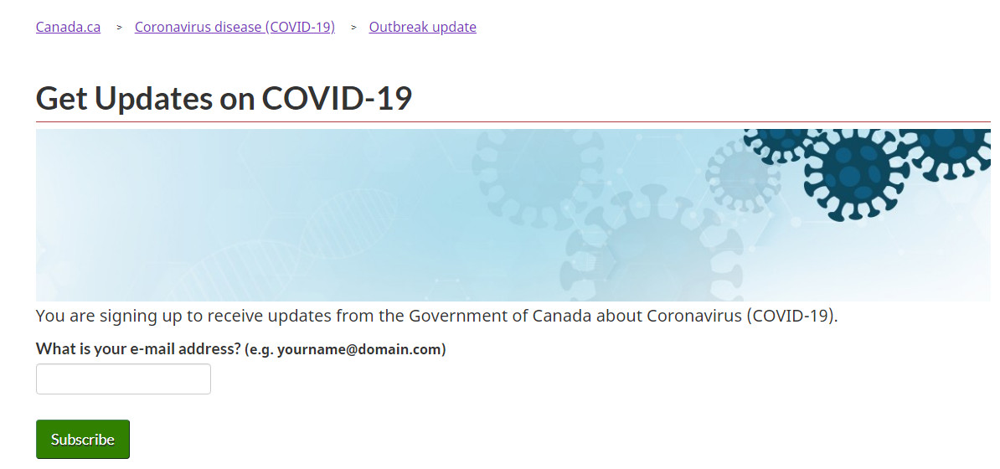 Canada.ca > Coronavirus disease (COVID-19) > Outbreak update
Get Updates on COVID-19
You are signing up to receive updates from the Government of Canada about Coronavirus (COVID-19).
What is your e-mail address? (e.g. yourname@domain.com)
Subscribe